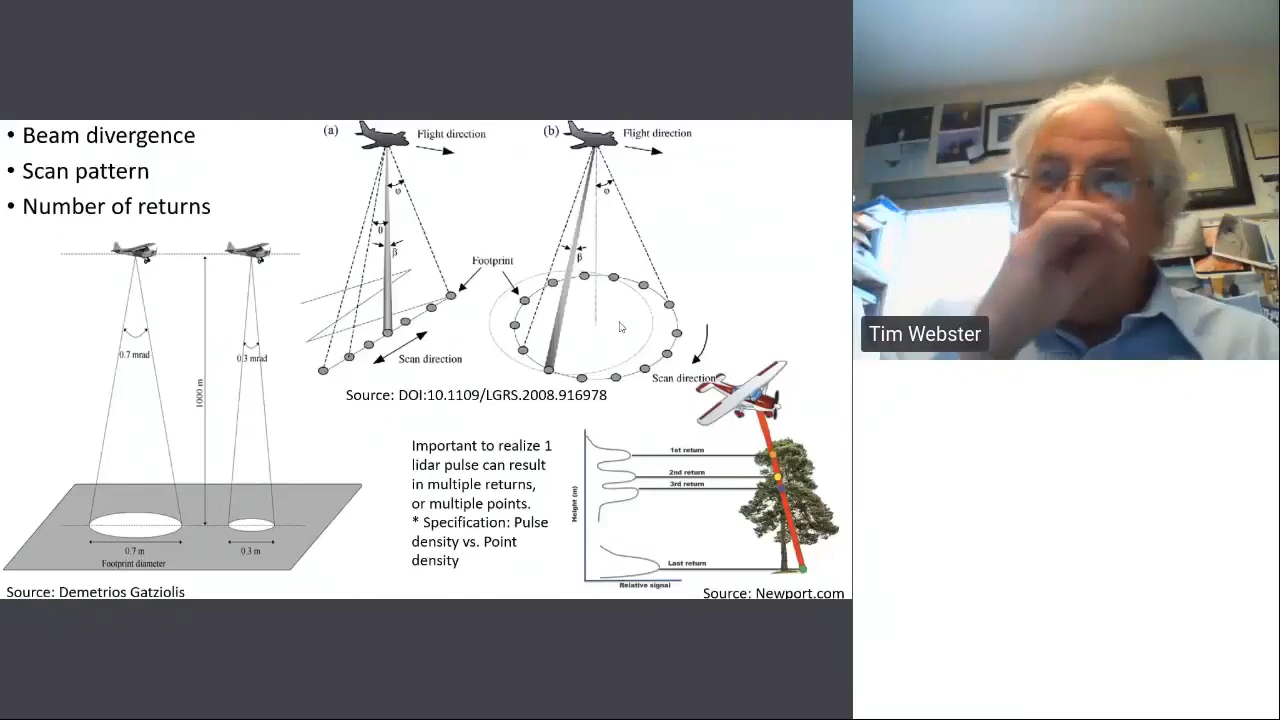 • Beam divergence
• Scan pattern
• Number of returns
0.7 mrad
0.3 mrad
1000 m
0.7 m
0.3 m
Footprint diameter
Source: Demetrios Gatziolis
(a)
Flight direction
φ
θ
β
Footprint
Scan direction
(b)
Flight direction
φ
β
Scan direction
Source: DOI:10.1109/LGRS.2008.916978
Important to realize 1
lidar pulse can result
in multiple returns,
or multiple points.
* Specification: Pulse
density vs. Point
density
Height (m)
1st return
2nd return
3rd return
Last return
Relative signal
Source: Newport.com
Tim Webster